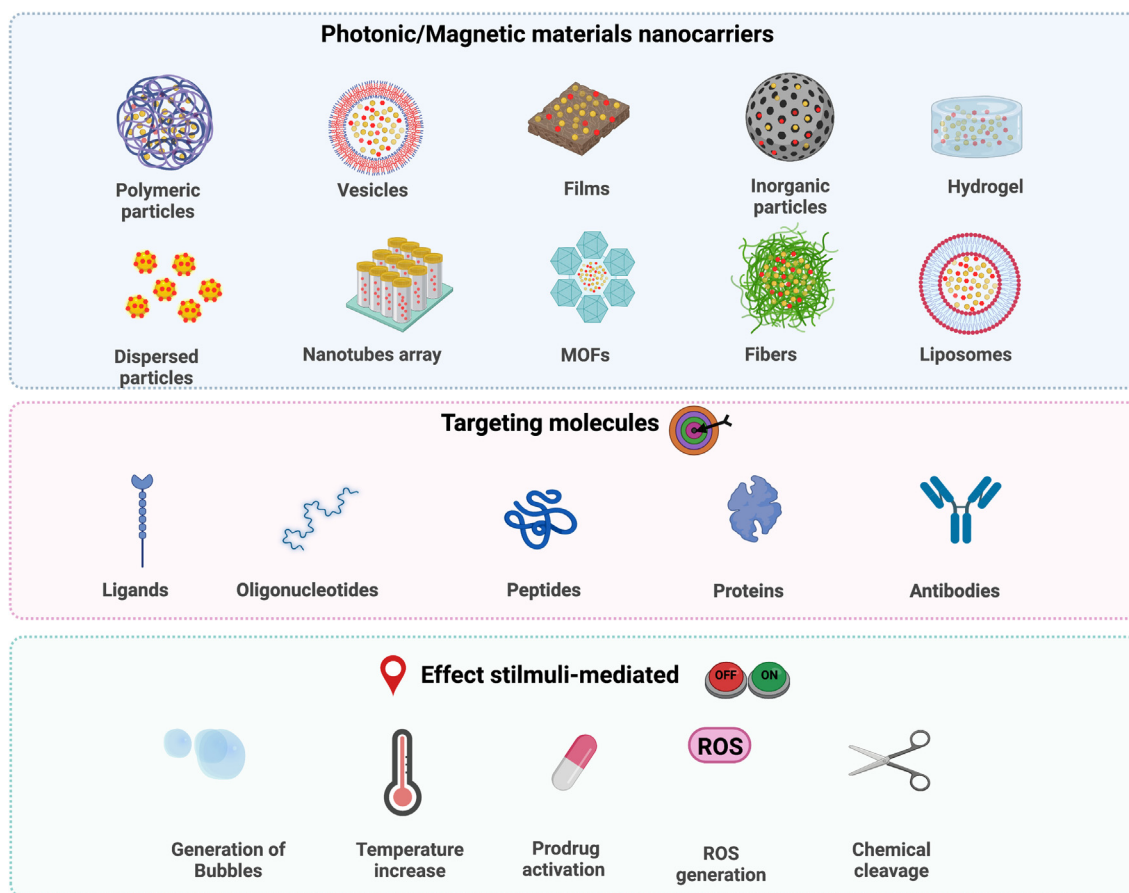 Photonic/Magnetic materials nanocarriers
Polymeric
particles
Vesicles
Films
Inorganic
particles
Hydrogel
Dispersed
particles
Nanotubes array
MOFs
Fibers
Liposomes
Targeting molecules
Ligands
Oligonucleotides
Peptides
Proteins
Antibodies
Effect stilmuli-mediated
OFF
ON
ROS
Generation of
Bubbles
Temperature
increase
Prodrug
activation
ROS
generation
Chemical
cleavage